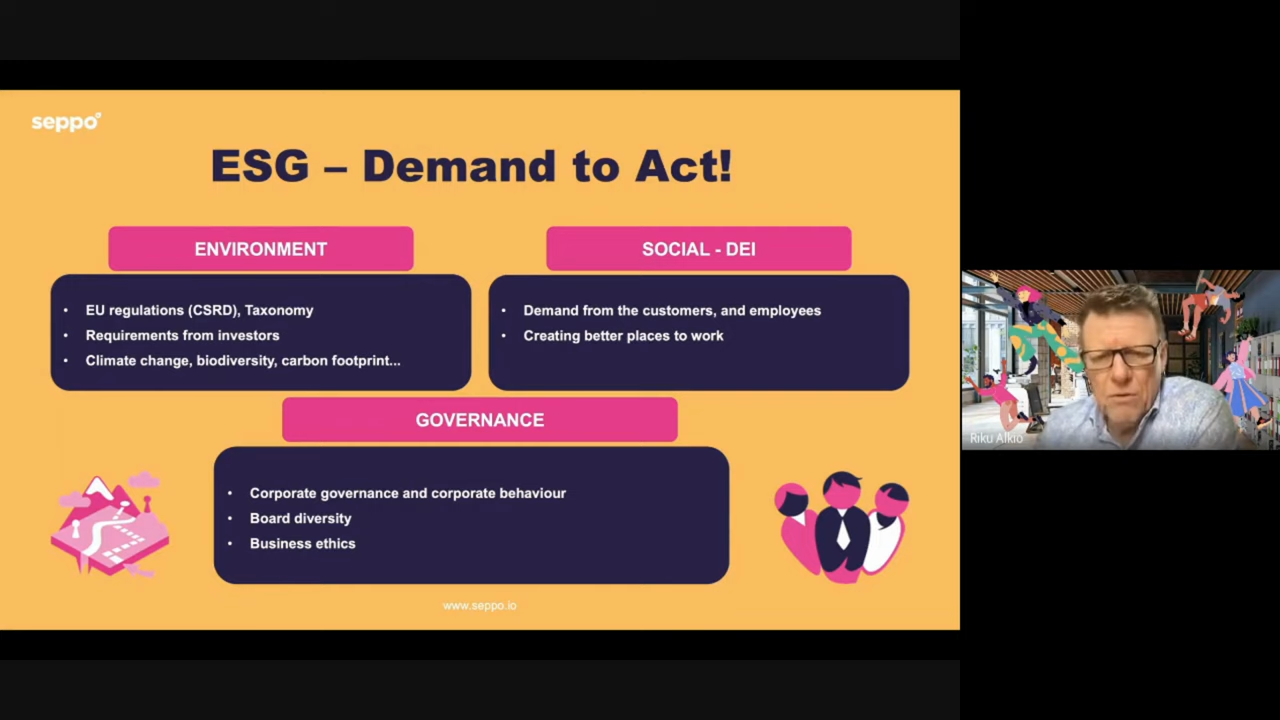 seppo
ESG – Demand to Act!
ENVIRONMENT
• EU regulations (CSRD), Taxonomy
• Requirements from investors
• Climate change, biodiversity, carbon footprint...
SOCIAL - DEI
• Demand from the customers, and employees
• Creating better places to work
GOVERNANCE
• Corporate governance and corporate behaviour
• Board diversity
• Business ethics
www.seppo.io
Riku Alkio